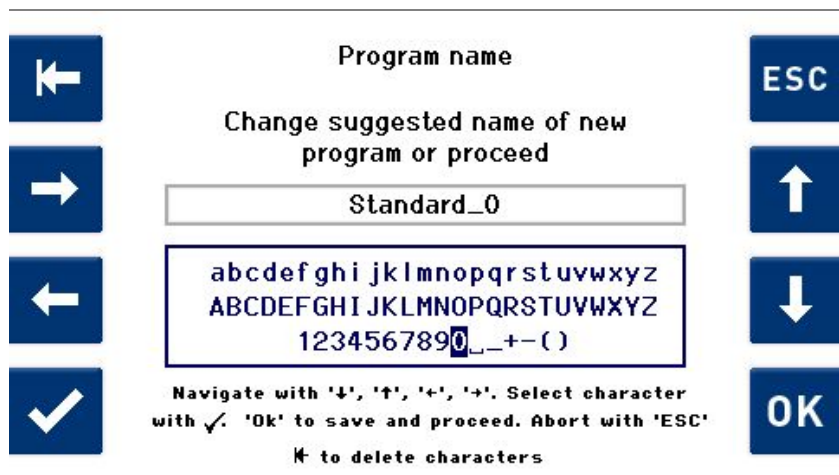 Program name
ESC
Change suggested name of new
program or proceed
Standard_0
abcdefghijklmnopqrstuvwxyz
ABCDEFGHIJKLMNOPQRSTUVWXYZ
1234567890␣_+-()
Navigate with '↓', '↑', '←', '→'. Select character
with ✓. 'Ok' to save and proceed. Abort with 'ESC'
OK
|← to delete characters